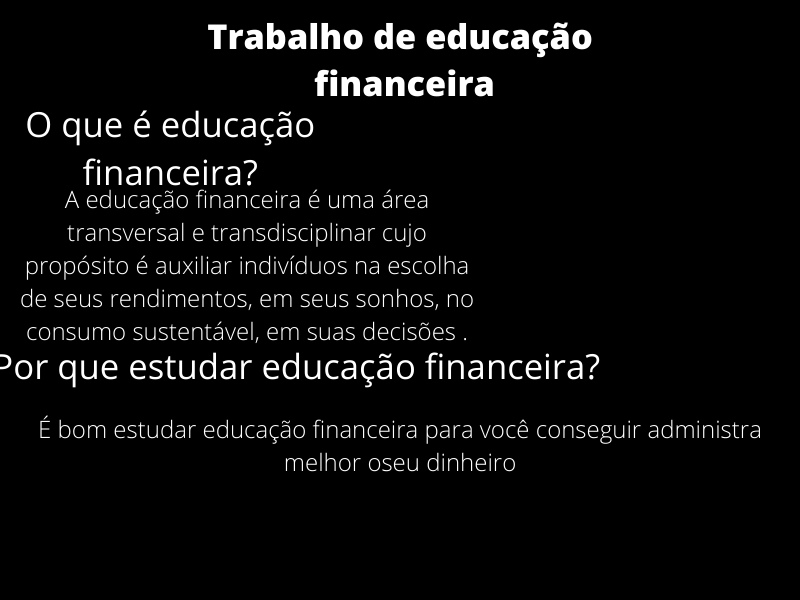 Trabalho de educação
financeira
O que é educação
financeira?
A educação financeira é uma área
transversal e transdisciplinar cujo
propósito é auxiliar indivíduos na escolha
de seus rendimentos, em seus sonhos, no
consumo sustentável, em suas decisões .
Por que estudar educação financeira?
É bom estudar educação financeira para você conseguir administra
melhor oseu dinheiro